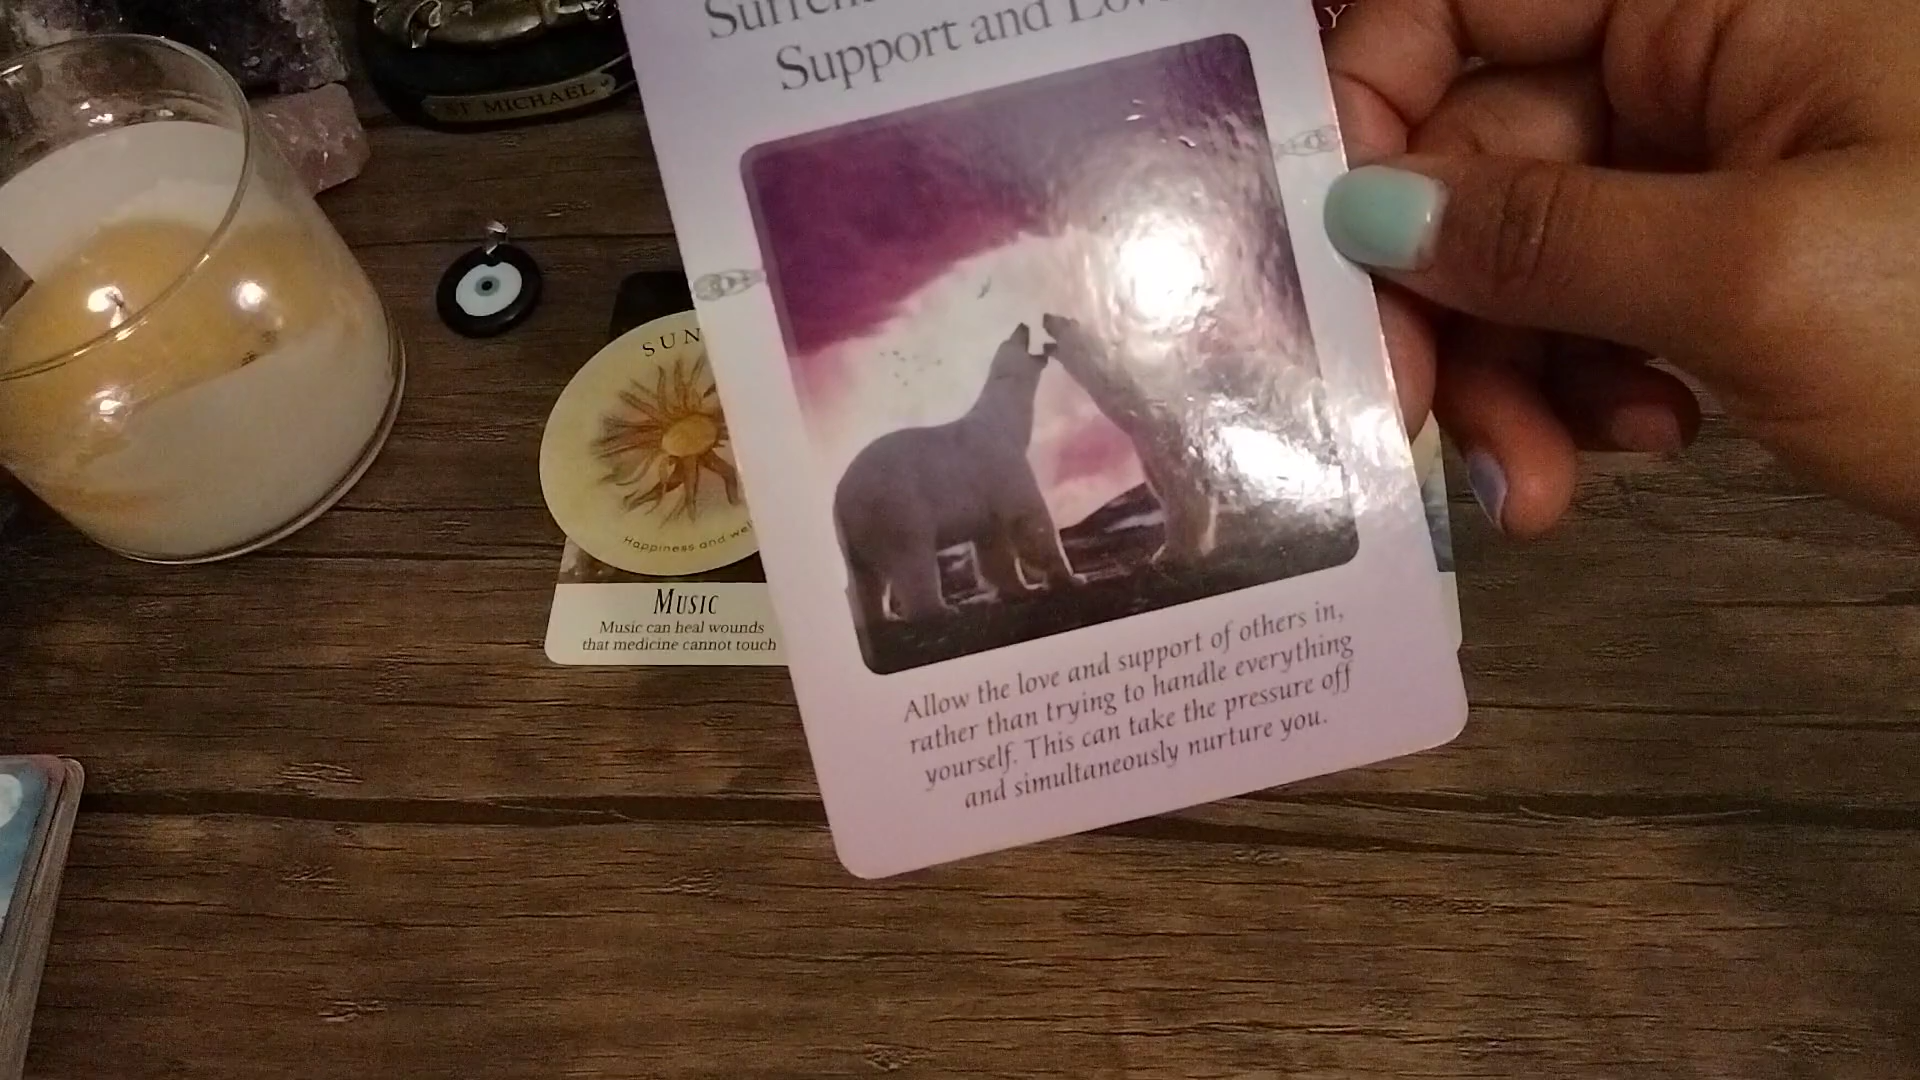 Support and Love
ST MICHAEL
SUN
Happiness and
MUSIC
Music can heal wounds
that medicine cannot touch
Allow the love and support of others in,
rather than trying to handle everything
yourself. This can take the pressure off
and simultaneously nurture you.